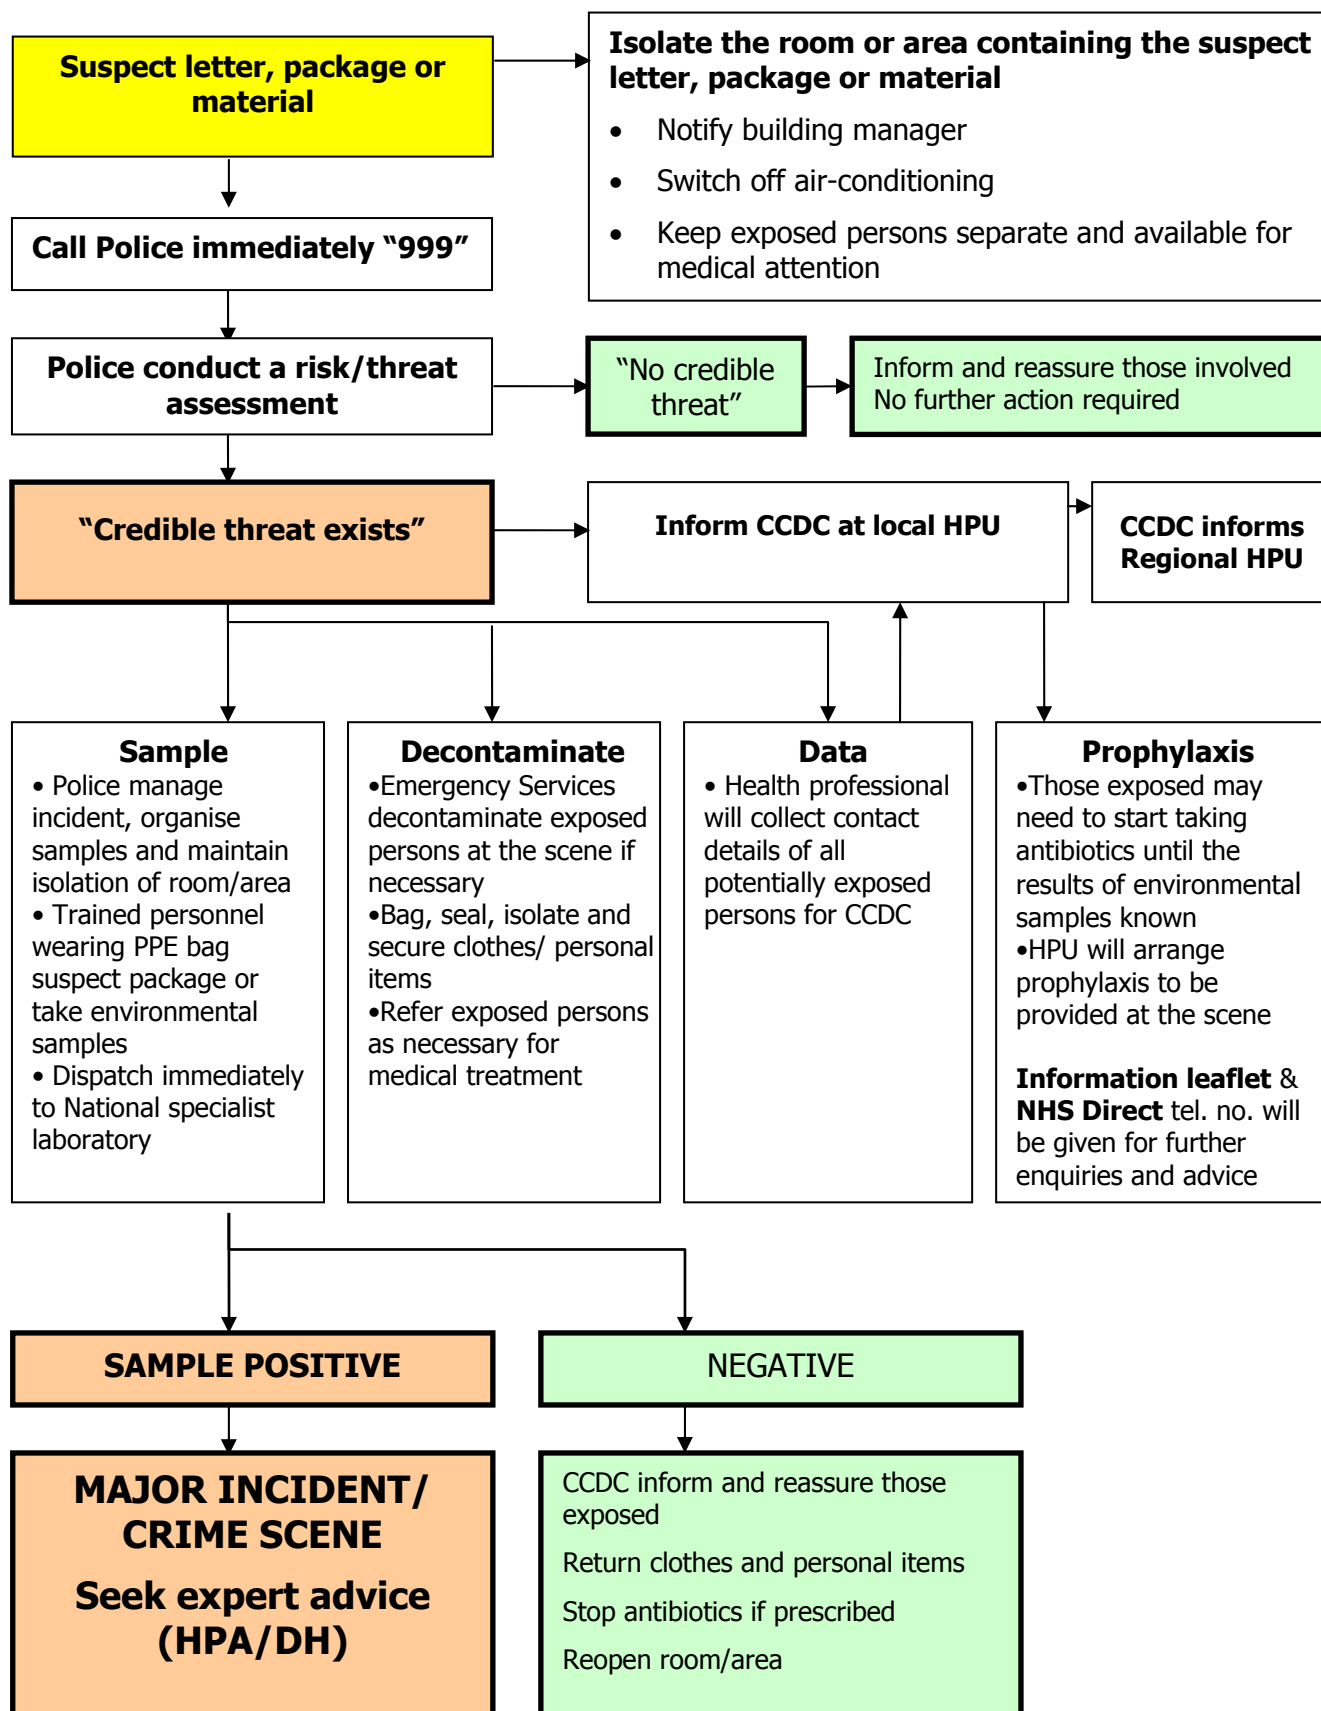 Suspect letter, package or
material
Isolate the room or area containing the suspect
letter, package or material
• Notify building manager
• Switch off air-conditioning
• Keep exposed persons separate and available for
medical attention
Call Police immediately “999”
Police conduct a risk/threat
assessment
“No credible
threat”
Inform and reassure those involved
No further action required
“Credible threat exists”
Inform CCDC at local HPU
CCDC informs
Regional HPU
Sample
• Police manage
incident, organise
samples and maintain
isolation of room/area
• Trained personnel
wearing PPE bag
suspect package or
take environmental
samples
• Dispatch immediately
to National specialist
laboratory
Decontaminate
•Emergency Services
decontaminate exposed
persons at the scene if
necessary
•Bag, seal, isolate and
secure clothes/ personal
items
•Refer exposed persons
as necessary for
medical treatment
Data
• Health professional
will collect contact
details of all
potentially exposed
persons for CCDC
Prophylaxis
•Those exposed may
need to start taking
antibiotics until the
results of environmental
samples known
•HPU will arrange
prophylaxis to be
provided at the scene
Information leaflet &
NHS Direct tel. no. will
be given for further
enquiries and advice
SAMPLE POSITIVE
NEGATIVE
MAJOR INCIDENT/
CRIME SCENE
Seek expert advice
(HPA/DH)
CCDC inform and reassure those
exposed
Return clothes and personal items
Stop antibiotics if prescribed
Reopen room/area